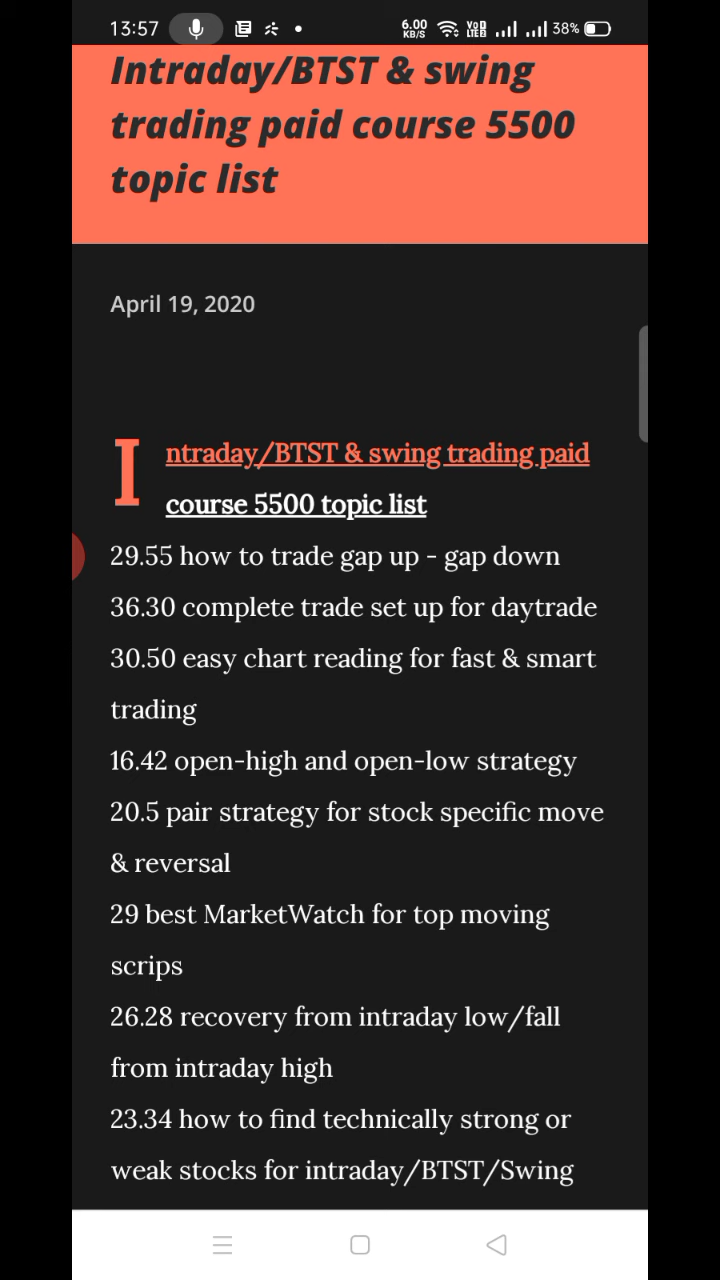 13:57
6.00 KB/S
VoD LTE
38%
Intraday/BTST & swing
trading paid course 5500
topic list
April 19, 2020
Intraday/BTST & swing trading paid
course 5500 topic list
29.55 how to trade gap up - gap down
36.30 complete trade set up for daytrade
30.50 easy chart reading for fast & smart
trading
16.42 open-high and open-low strategy
20.5 pair strategy for stock specific move
& reversal
29 best MarketWatch for top moving
scrips
26.28 recovery from intraday low/fall
from intraday high
23.34 how to find technically strong or
weak stocks for intraday/BTST/Swing